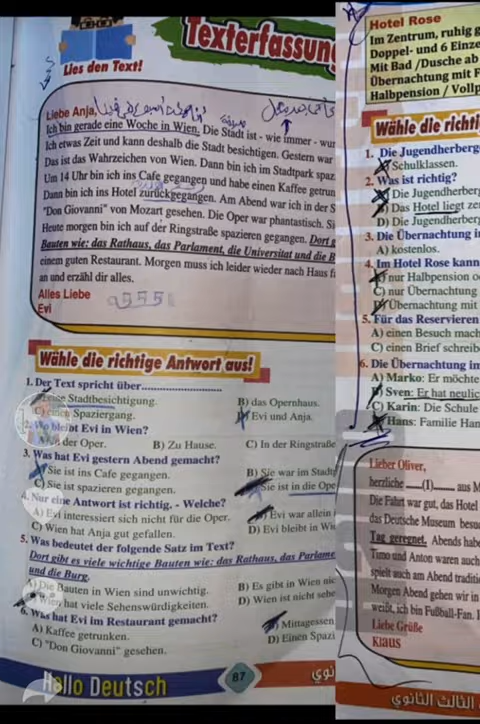 Lies den Text!
Texterfassung
Liebe Anja,
Ich bin gerade eine Woche in Wien. Die Stadt ist - wie immer - wun
Ich etwas Zeit und kann deshalb die Stadt besichtigen. Gestern war
Das ist das Wahrzeichen von Wien. Dann bin ich im Stadtpark spaz
Um 14 Uhr bin ich ins Cafe gegangen und habe einen Kaffee getrun
Dann bin ich ins Hotel zurückgegangen. Am Abend war ich in der S
"Don Giovanni" von Mozart gesehen. Die Oper war phantastisch. Si
Heute morgen bin ich auf der Ringstraße spazieren gegangen. Dort g
Bauten wie: das Rathaus, das Parlament, die Universität und die B
einem guten Restaurant. Morgen muss ich leider wieder nach Haus f
an und erzähl dir alles.
Alles Liebe
Evi
Wähle die richtige Antwort aus!
1. Der Text spricht über
A) eine Stadtbesichtigung.
B) das Opernhaus.
C) einen Spaziergang.
D) Evi und Anja.
2. Wo bleibt Evi in Wien?
A) In der Oper.
B) Zu Hause.
C) In der Ringstraße
3. Was hat Evi gestern Abend gemacht?
A) Sie ist ins Cafe gegangen.
B) Sie war im Stadtp
C) Sie ist spazieren gegangen.
Sie ist in die Ope
4. Nur eine Antwort ist richtig. - Welche?
A) Evi interessiert sich nicht für die Oper.
Evi war allein
C) Wien hat Anja gut gefallen.
D) Evi bleibt in Wi
5. Was bedeutet der folgende Satz im Text?
Dort gibt es viele wichtige Bauten wie: das Rathaus, das Parlame
und die Burg.
A) Die Bauten in Wien sind unwichtig.
B) Es gibt in Wien nic
Wien hat viele Sehenswürdigkeiten.
D) Wien ist nicht sehe
6. Was hat Evi im Restaurant gemacht?
A) Kaffee getrunken.
Mittagessen
C) "Don Giovanni" gesehen.
D) Einen Spazi
Hallo Deutsch
87
Hotel Rose
Im Zentrum, ruhig g
Doppel- und 6 Einze
Mit Bad /Dusche ab
Übernachtung mit F
Halbpension / Vollp
Wähle die richti
1. Die Jugendherberg
Schulklassen.
2. Was ist richtig?
Die Jugendherber
Das Hotel liegt ze
D) Die Jugendherber
3. Die Übernachtung i
A) kostenlos.
4. Im Hotel Rose kann
nur Halbpension o
C) nur Übernachtung
Übernachtung mit
5. Für das Reservieren
A) einen Besuch mach
C) einen Brief schreib
6. Die Übernachtung im
A) Marko: Er möchte
Sven: Er hat neulic
C) Karin: Die Schule
Hans: Familie Han
Lieber Oliver,
herzliche __(1)__ aus M
Die Fahrt war gut, das Hotel
das Deutsche Museum besu
Tag geregnet. Abends habe
Timo und Anton waren auch
spielt auch am Abend traditi
Morgen Abend gehen wir in
weißt, ich bin Fußball-Fan. F
Liebe Grüße
Klaus
الثالث الثانوي